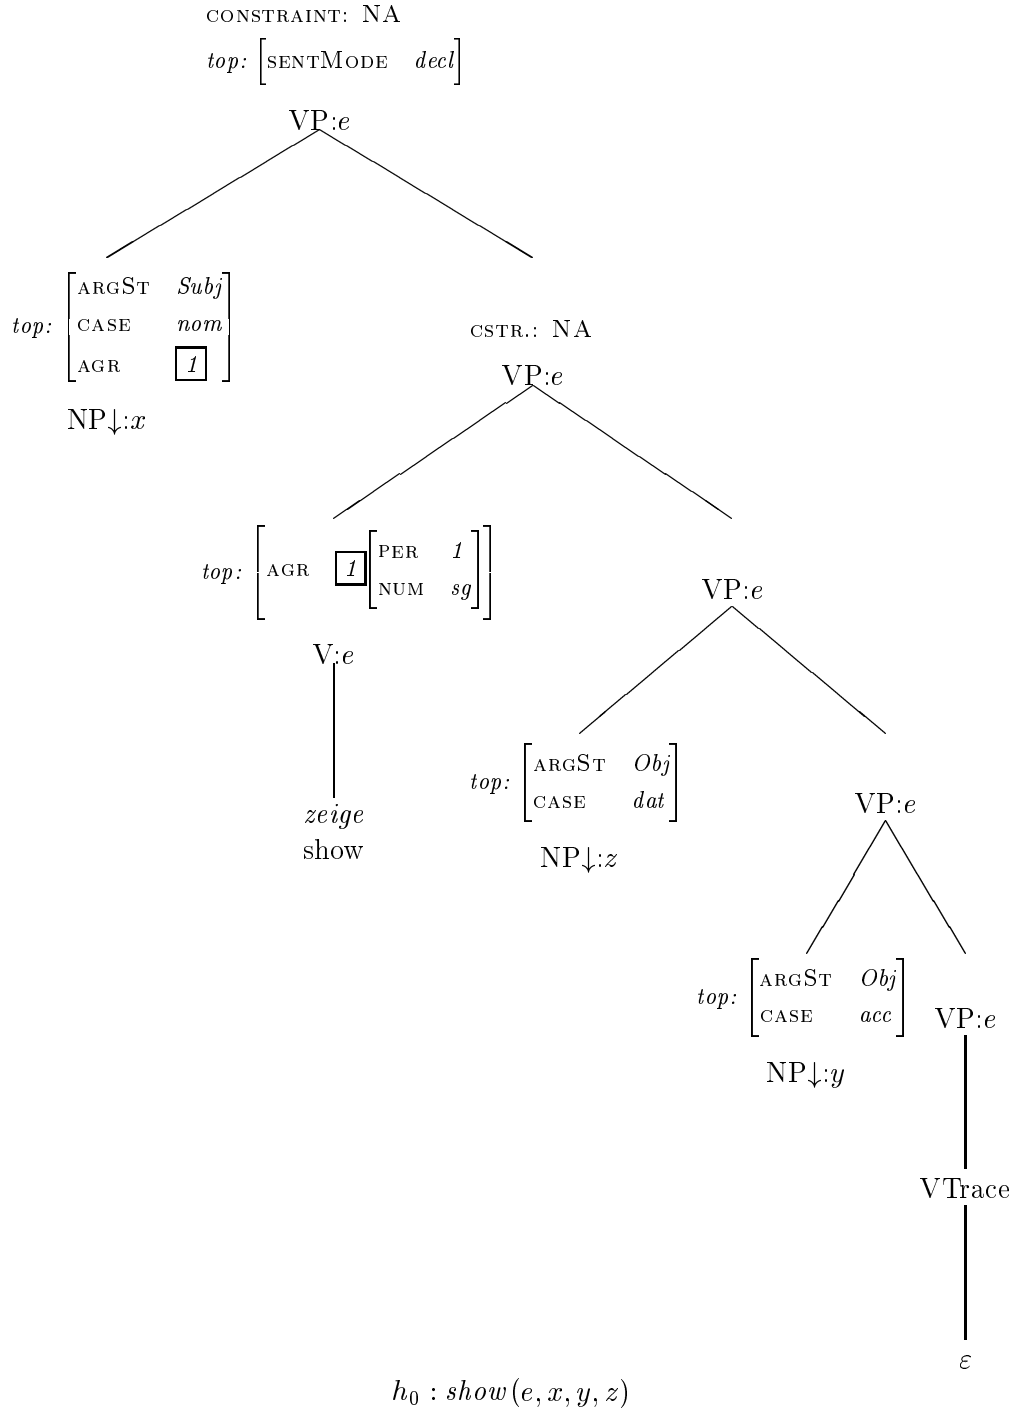 CONSTRAINT: NA
top: [SENTMODE decl]
VP:e
top: [ARGST Subj
CASE nom
AGR 1]
NP↓:x
CSTR.: NA
VP:e
top: [AGR 1 [PER 1
NUM sg]]
V:e
zeige
show
VP:e
top: [ARGST Obj
CASE dat]
NP↓:z
VP:e
top: [ARGST Obj
CASE acc]
NP↓:y
VP:e
VTrace
ε
h₀ : show(e, x, y, z)